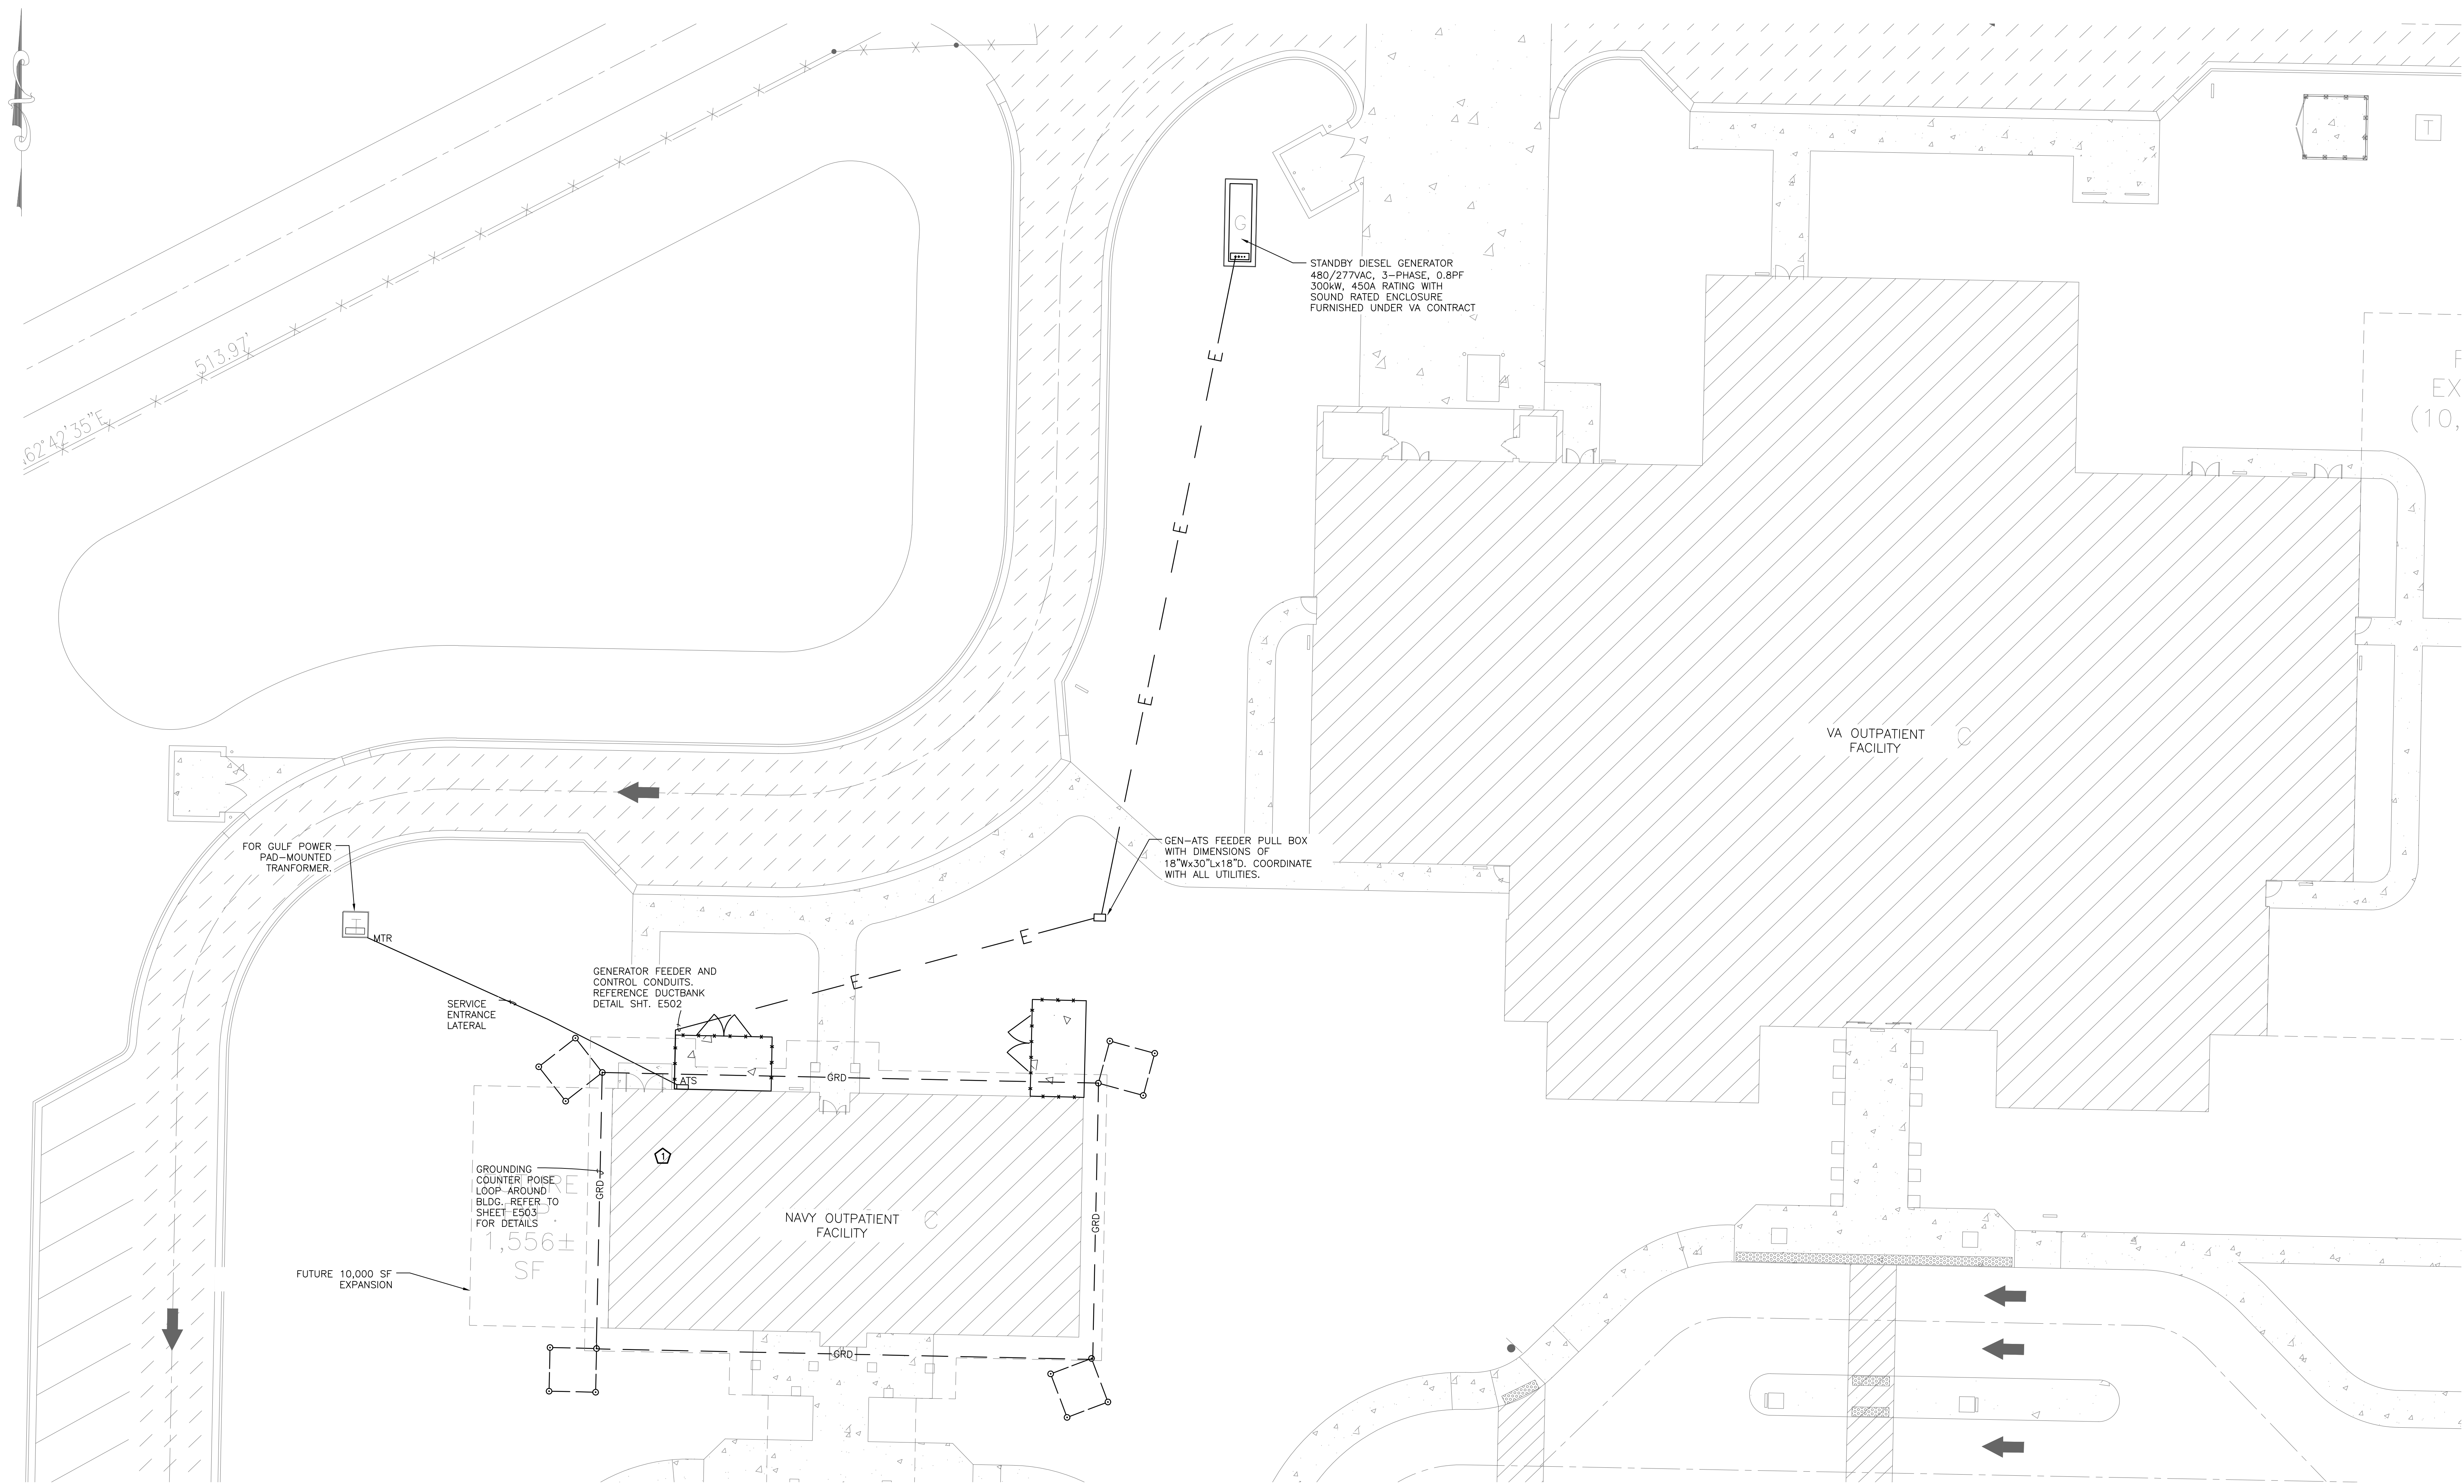 513.97'
62°42'35"E
G
STANDBY DIESEL GENERATOR
480/277VAC, 3-PHASE, 0.8PF
300kW, 450A RATING WITH
SOUND RATED ENCLOSURE
FURNISHED UNDER VA CONTRACT
T
EX
(10,
E
E
E
VA OUTPATIENT
FACILITY
C
FOR GULF POWER
PAD-MOUNTED
TRANFORMER.
GEN-ATS FEEDER PULL BOX
WITH DIMENSIONS OF
18"Wx30"Lx18"D. COORDINATE
WITH ALL UTILITIES.
T
MTR
E
E
GENERATOR FEEDER AND
CONTROL CONDUITS.
REFERENCE DUCTBANK
DETAIL SHT. E502
SERVICE
ENTRANCE
LATERAL
ATS
GRD
1
GROUNDING
COUNTER POISE
LOOP AROUND
BLDG. REFER TO
SHEET E503
FOR DETAILS
GRD
GRD
1,556±
SF
NAVY OUTPATIENT
FACILITY
C
FUTURE 10,000 SF
EXPANSION
GRD